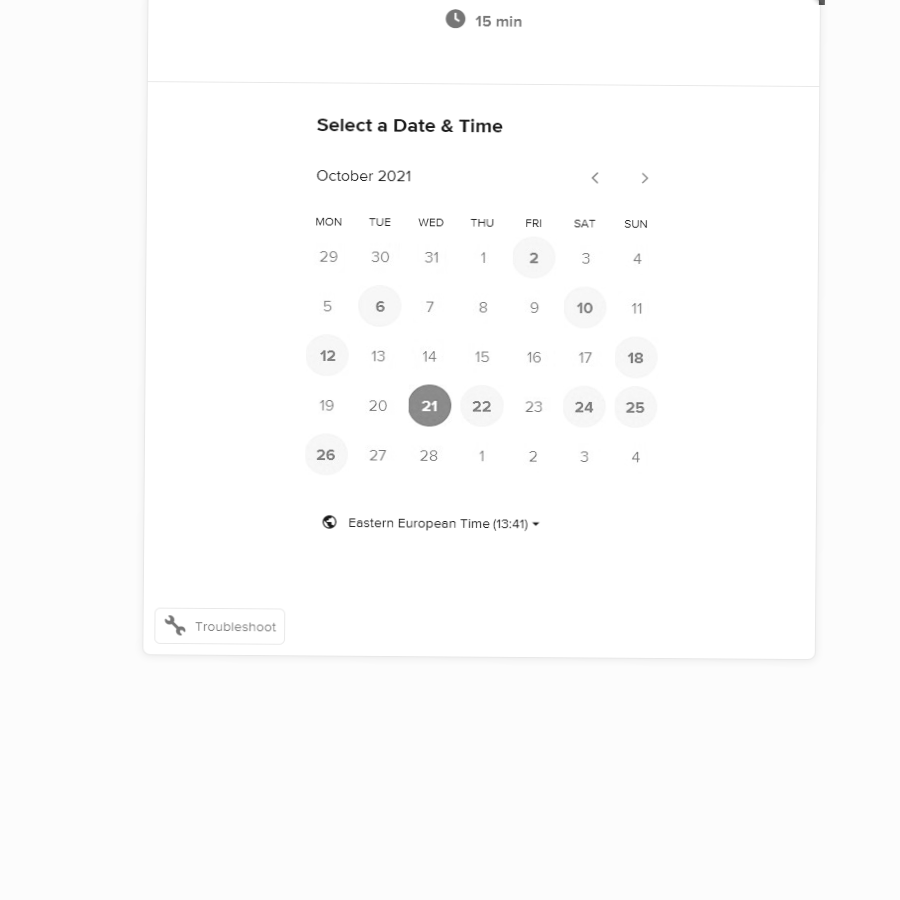 15 min
Select a Date & Time
October 2021
MON TUE WED THU FRI SAT SUN
29 30 31 1 2 3 4
5 6 7 8 9 10 11
12 13 14 15 16 17 18
19 20 21 22 23 24 25
26 27 28 1 2 3 4
Eastern European Time (13:41)
Troubleshoot